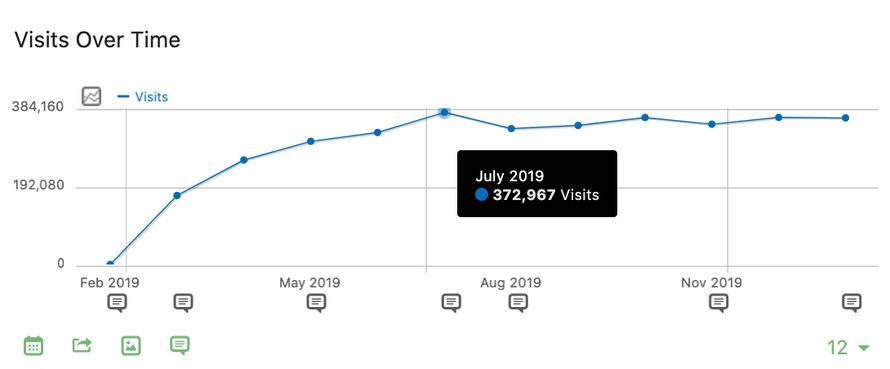 Visits Over Time
384,160
Visits
192,080
July 2019
372,967 Visits
0
Feb 2019
May 2019
Aug 2019
Nov 2019
12